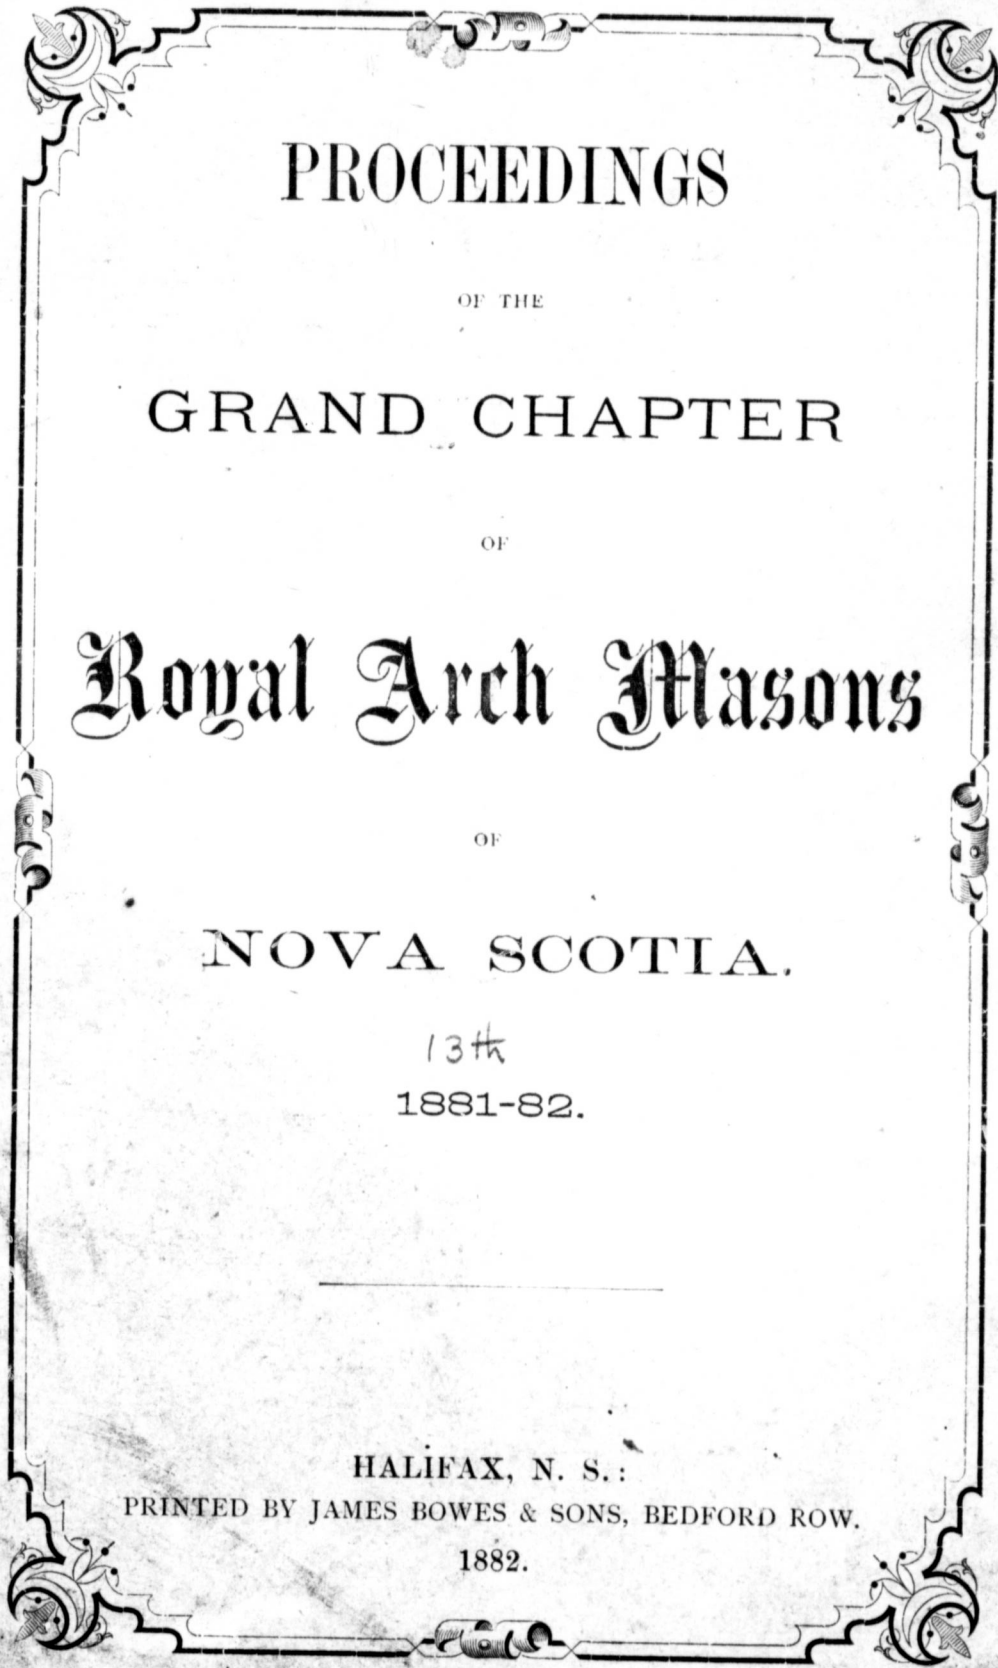 PROCEEDINGS
OF THE
GRAND CHAPTER
OF
Royal Arch Masons
OF
NOVA SCOTIA.
13th
1881-82.
HALIFAX, N. S.:
PRINTED BY JAMES BOWES & SONS, BEDFORD ROW.
1882.